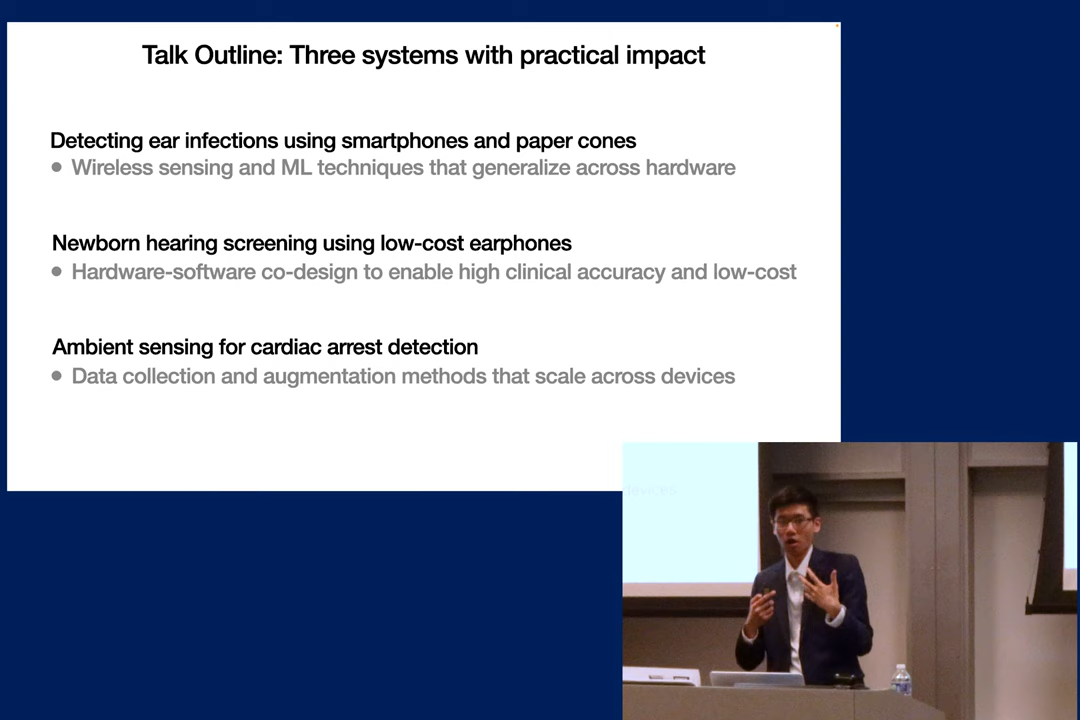 Talk Outline: Three systems with practical impact
Detecting ear infections using smartphones and paper cones
• Wireless sensing and ML techniques that generalize across hardware
Newborn hearing screening using low-cost earphones
• Hardware-software co-design to enable high clinical accuracy and low-cost
Ambient sensing for cardiac arrest detection
• Data collection and augmentation methods that scale across devices
devices